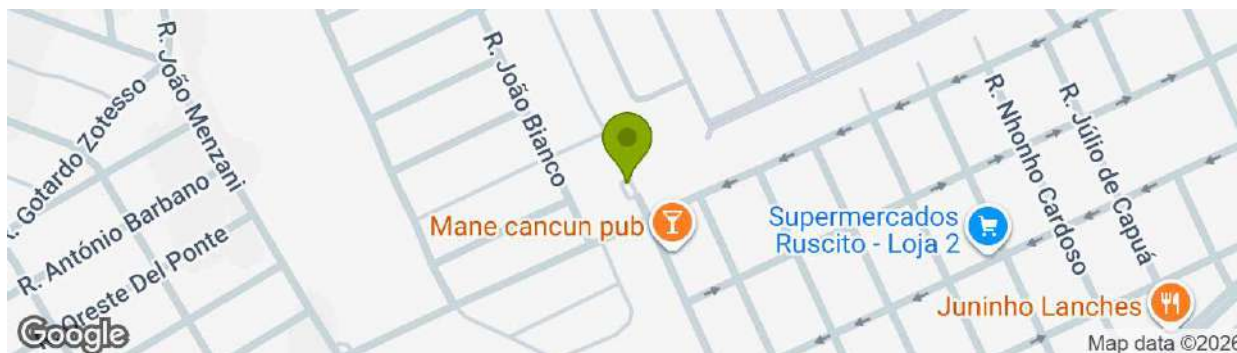 R. Gotardo Zotesso
R. João Menzani
R. António Barbano
Oreste Del Ponte
R. João Bianco
Mane cancun pub
Supermercados
Ruscito - Loja 2
R. Nhonho Cardoso
R. Júlio de Capuá
Juninho Lanches
Google
Map data ©2026